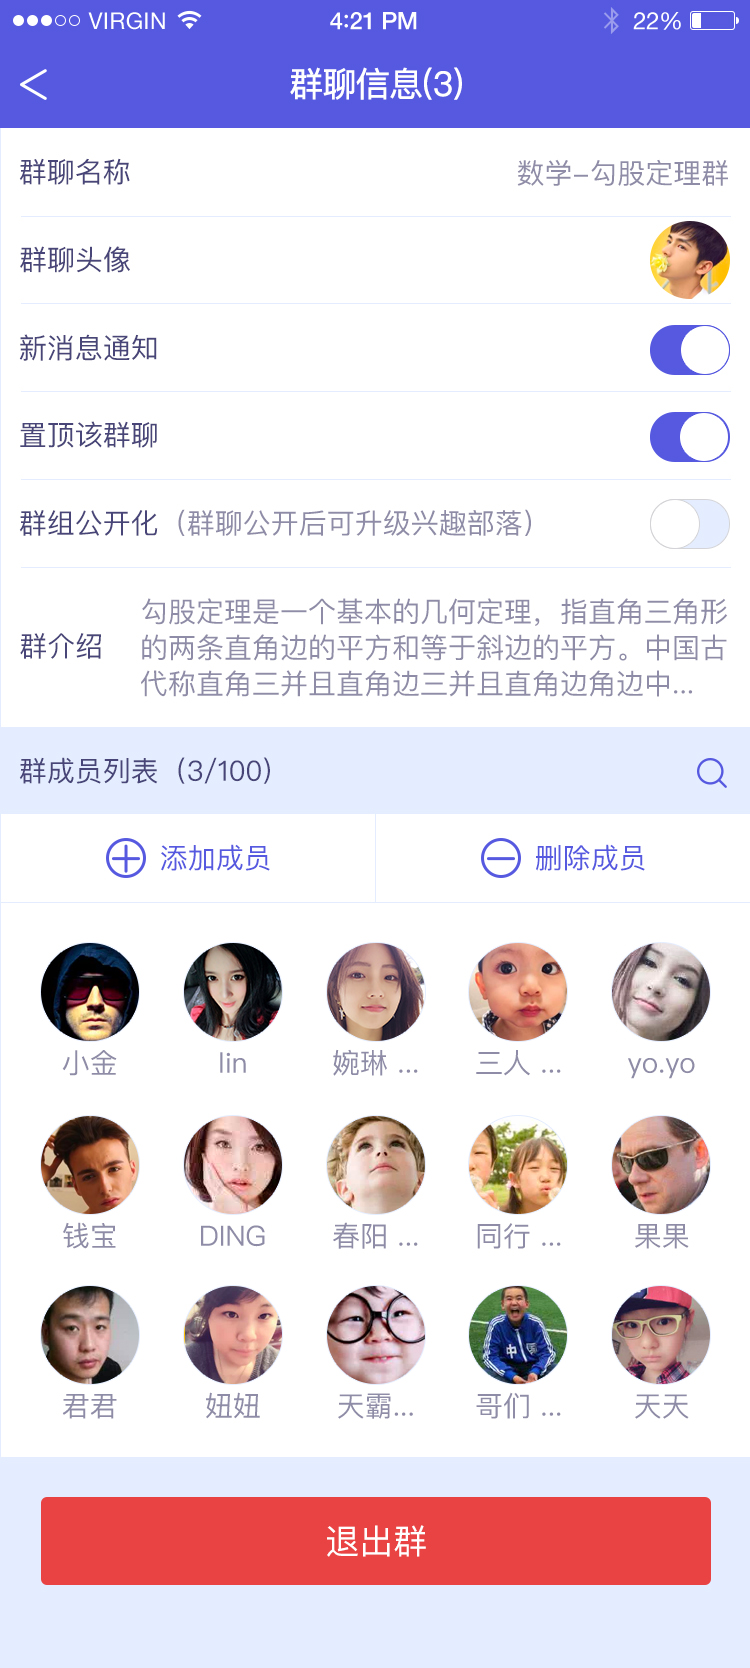 VIRGIN 4:21 PM 22%
群聊信息(3)
群聊名称 数学-勾股定理群
群聊头像
新消息通知
置顶该群聊
群组公开化（群聊公开后可升级兴趣部落）
群介绍
勾股定理是一个基本的几何定理，指直角三角形
的两条直角边的平方和等于斜边的平方。中国古
代称直角三并且直角边三并且直角边角边中...
群成员列表（3/100）
添加成员 删除成员
小金 lin 婉琳 ... 三人 ... yo.yo
钱宝 DING 春阳 ... 同行 ... 果果
君君 妞妞 天霸... 哥们 ... 天天
退出群